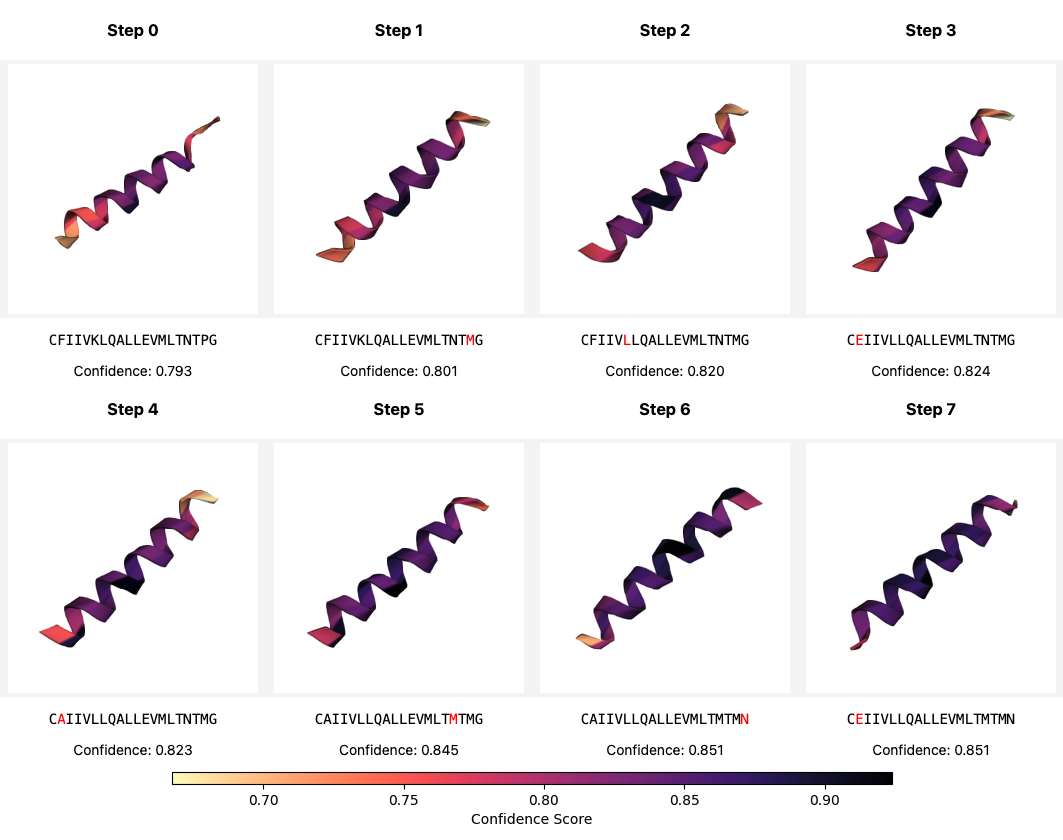 Step 0
Step 1
Step 2
Step 3
CFIIVKLQALLEVMLTNTPG
CFIIVKLQALLEVMLTNTMG
CFIIVLLQALLEVMLTNTMG
CEIIVLLQALLEVMLTNTMG
Confidence: 0.793
Confidence: 0.801
Confidence: 0.820
Confidence: 0.824
Step 4
Step 5
Step 6
Step 7
CAIIVLLQALLEVMLTNTMG
CAIIVLLQALLEVMLTMTMG
CAIIVLLQALLEVMLTMTMN
CEIIVLLQALLEVMLTMTMN
Confidence: 0.823
Confidence: 0.845
Confidence: 0.851
Confidence: 0.851
0.70
0.75
0.80
0.85
0.90
Confidence Score